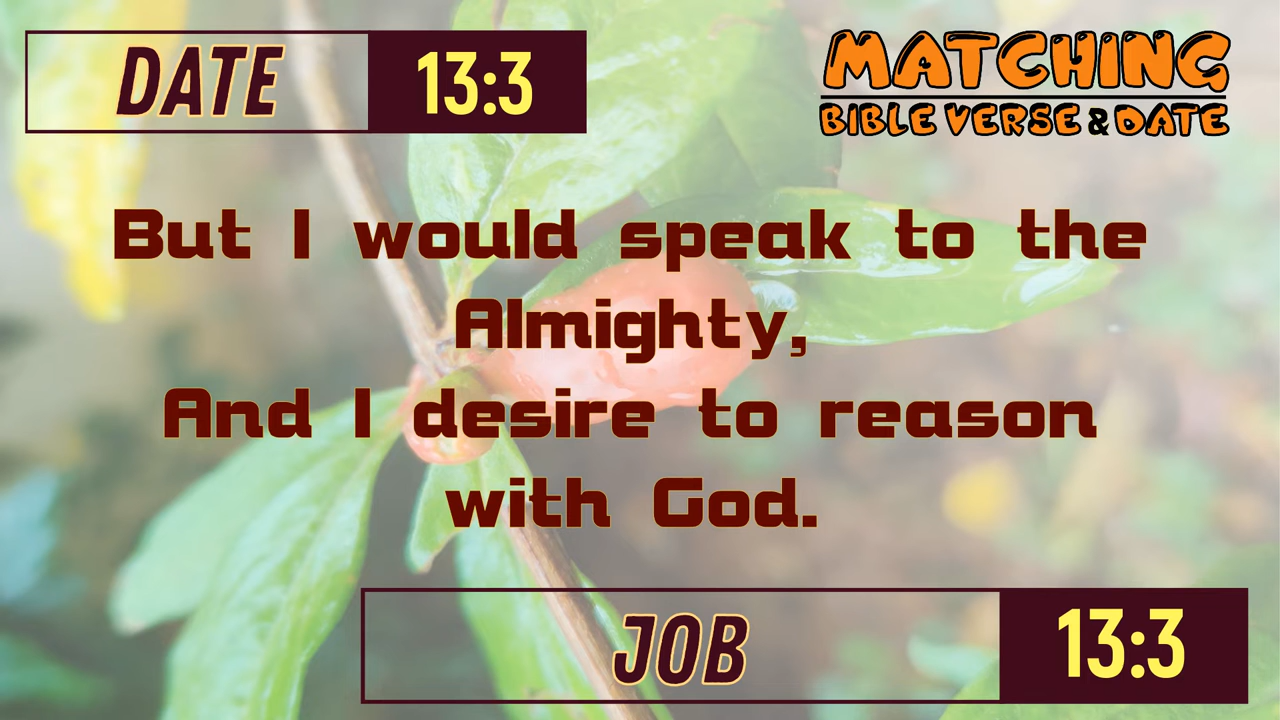 DATE 13:3
MATCHING
BIBLE VERSE & DATE
But I would speak to the
Almighty,
And I desire to reason
with God.
JOB 13:3